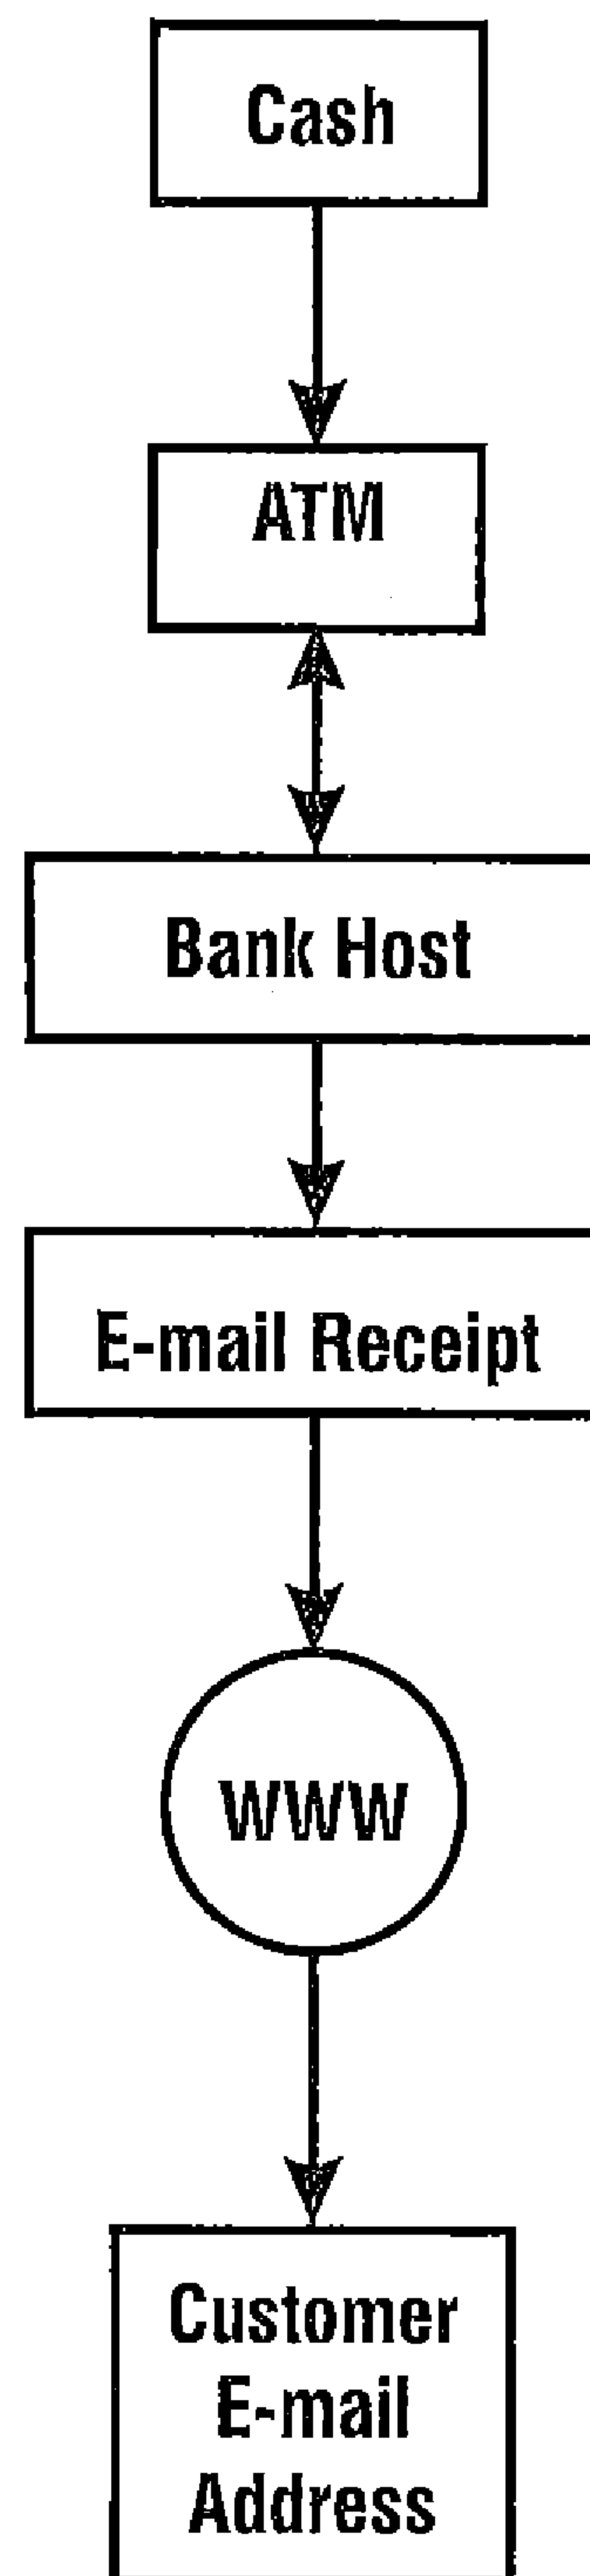 Cash
ATM
Bank Host
E-mail Receipt
WWW
Customer
E-mail
Address